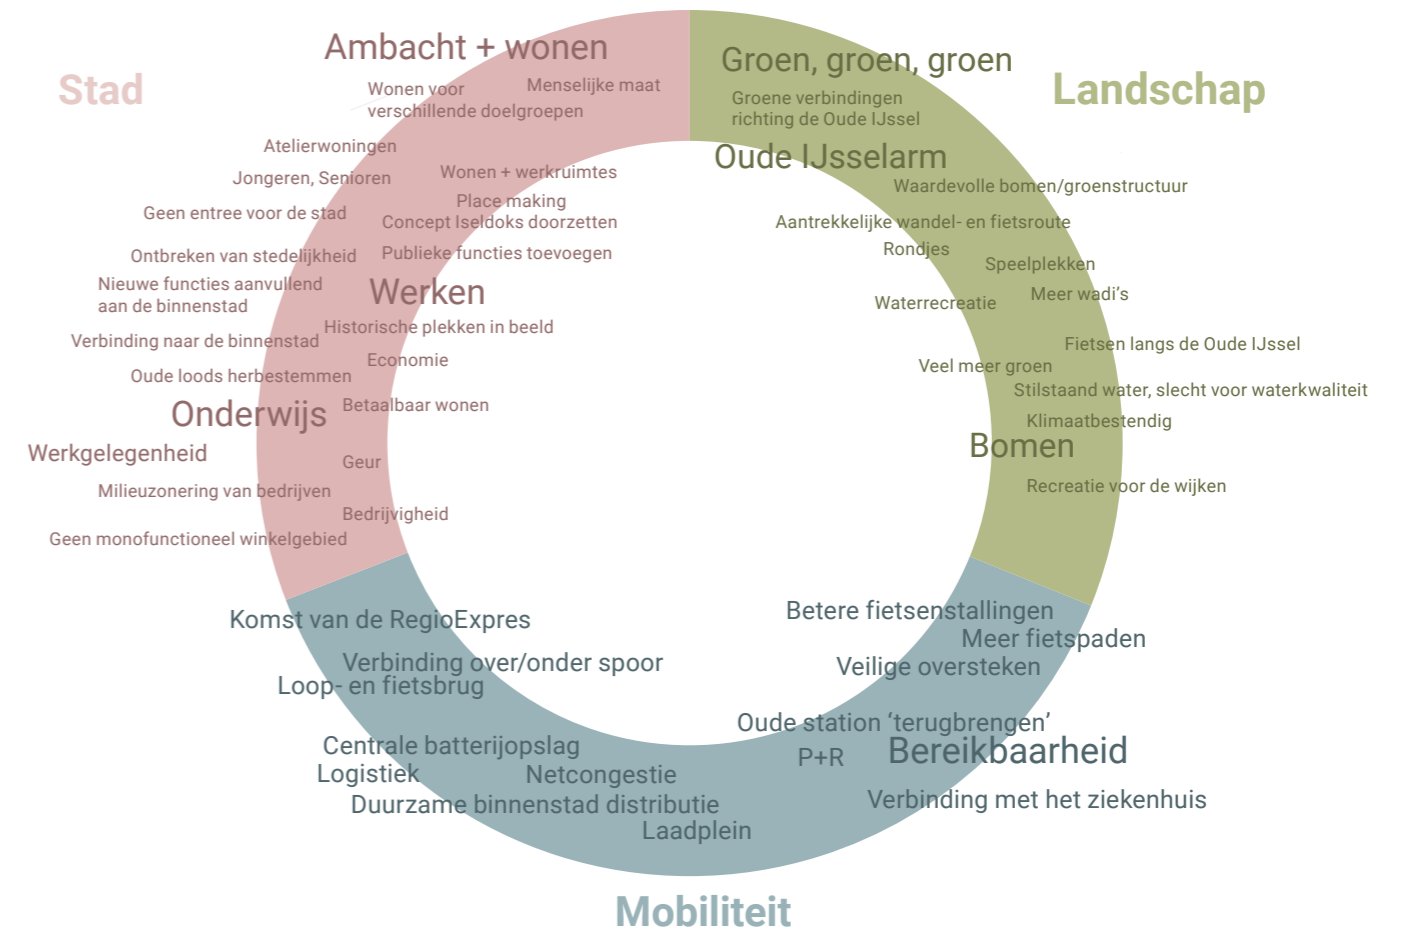 Stad
Ambacht + wonen
Wonen voor
verschillende doelgroepen
Menselijke maat
Atelierwoningen
Jongeren, Senioren
Wonen + werkruimtes
Place making
Geen entree voor de stad
Concept Iseldoks doorzetten
Ontbreken van stedelijkheid
Publieke functies toevoegen
Nieuwe functies aanvullend
aan de binnenstad
Werken
Historische plekken in beeld
Verbinding naar de binnenstad
Economie
Oude loods herbestemmen
Onderwijs
Betaalbaar wonen
Werkgelegenheid
Geur
Milieuzonering van bedrijven
Bedrijvigheid
Geen monofunctioneel winkelgebied
Landschap
Groen, groen, groen
Groene verbindingen
richting de Oude IJssel
Oude IJsselarm
Waardevolle bomen/groenstructuur
Aantrekkelijke wandel- en fietsroute
Rondjes
Speelplekken
Waterrecreatie
Meer wadi’s
Fietsen langs de Oude IJssel
Veel meer groen
Stilstaand water, slecht voor waterkwaliteit
Klimaatbestendig
Bomen
Recreatie voor de wijken
Komst van de RegioExpres
Verbinding over/onder spoor
Loop- en fietsbrug
Centrale batterijopslag
Logistiek
Netcongestie
Duurzame binnenstad distributie
Laadplein
Betere fietsenstallingen
Meer fietspaden
Veilige oversteken
Oude station ‘terugbrengen’
P+R
Bereikbaarheid
Verbinding met het ziekenhuis
Mobiliteit